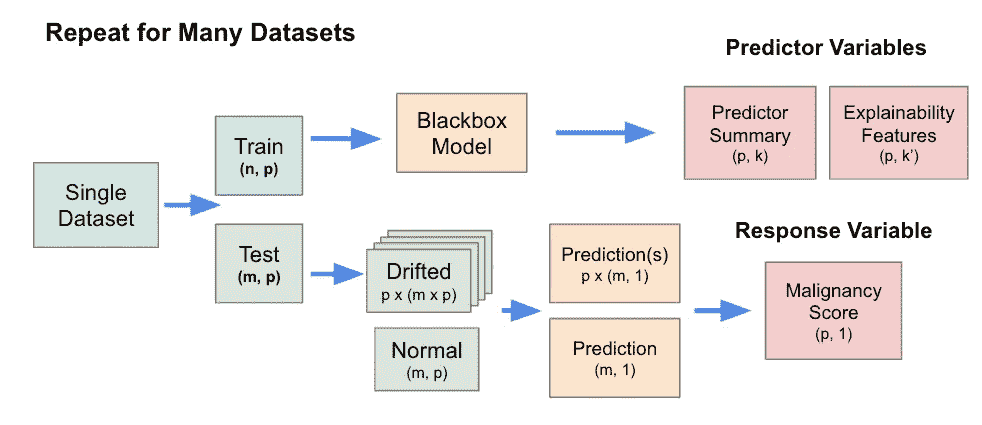 Repeat for Many Datasets
Predictor Variables
Single
Dataset
Train
(n, p)
Blackbox
Model
Predictor
Summary
(p, k)
Explainability
Features
(p, k’)
Test
(m, p)
Drifted
p x (m x p)
Normal
(m, p)
Prediction(s)
p x (m, 1)
Prediction
(m, 1)
Response Variable
Malignancy
Score
(p, 1)